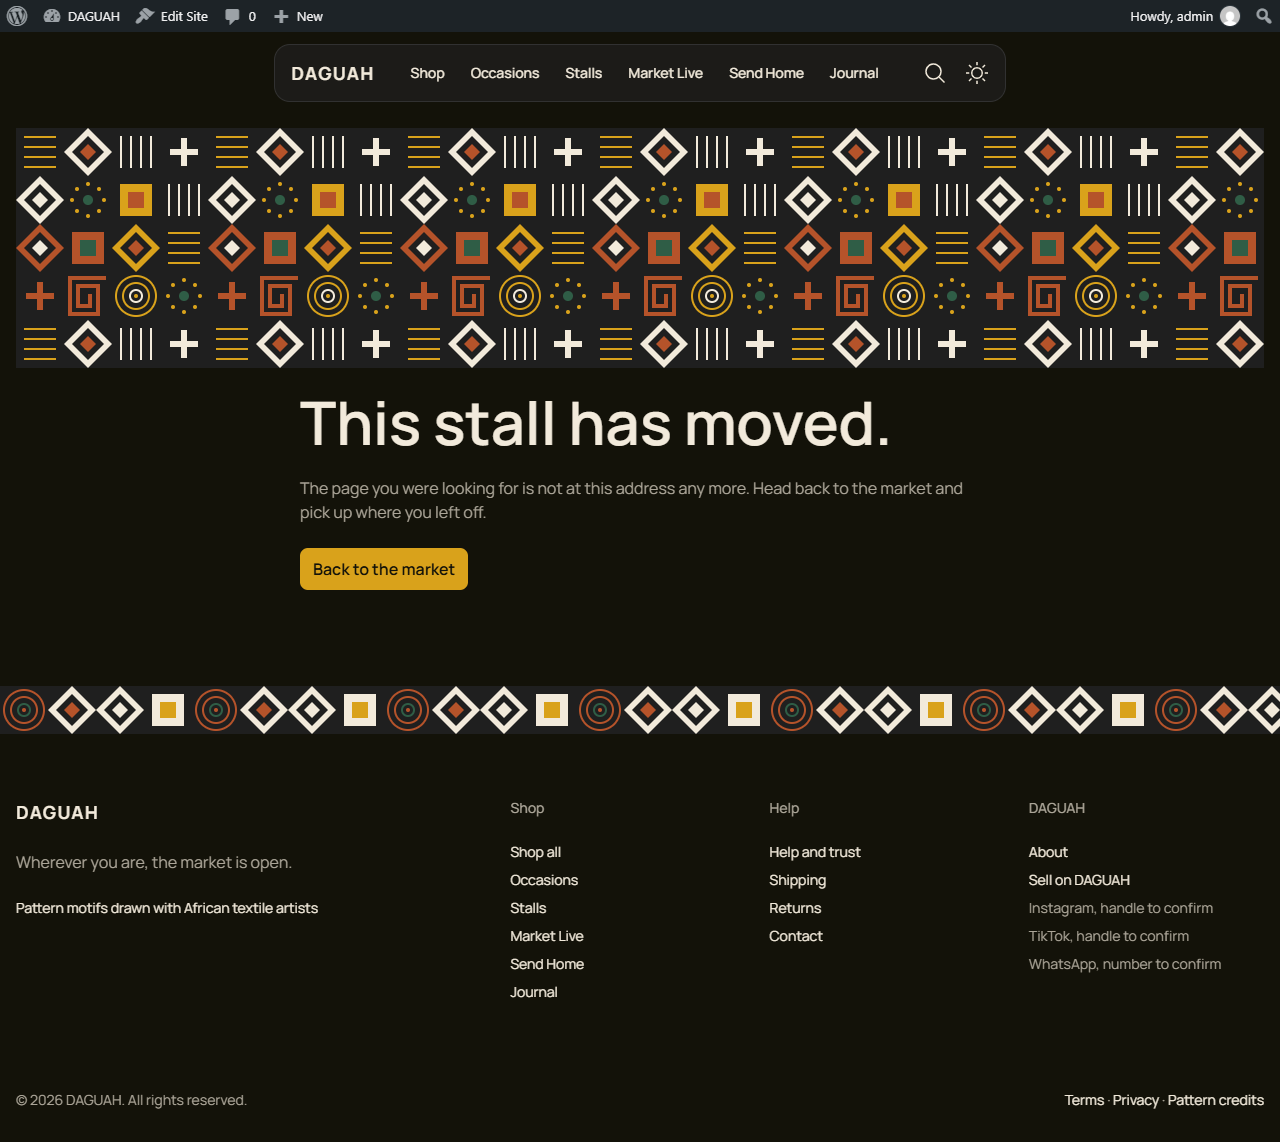 DAGUAH
Edit Site
0
New
Howdy, admin
DAGUAH
Shop
Occasions
Stalls
Market Live
Send Home
Journal
This stall has moved.
The page you were looking for is not at this address any more. Head back to the market and
pick up where you left off.
Back to the market
DAGUAH
Wherever you are, the market is open.
Pattern motifs drawn with African textile artists
Shop
Shop all
Occasions
Stalls
Market Live
Send Home
Journal
Help
Help and trust
Shipping
Returns
Contact
DAGUAH
About
Sell on DAGUAH
Instagram, handle to confirm
TikTok, handle to confirm
WhatsApp, number to confirm
© 2026 DAGUAH. All rights reserved.
Terms · Privacy · Pattern credits